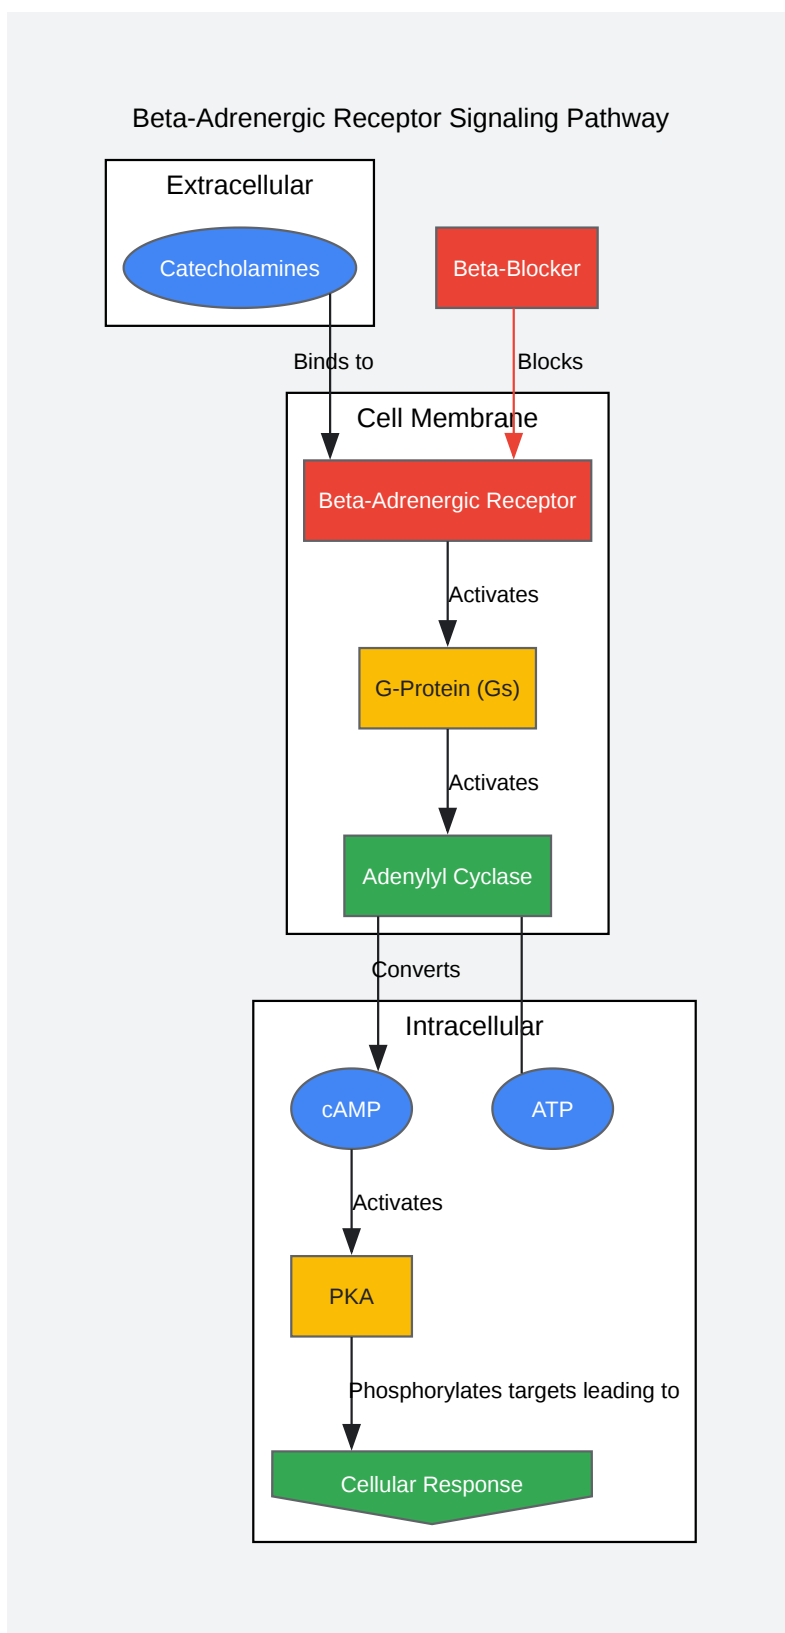 Beta-Adrenergic Receptor Signaling Pathway
Extracellular
Catecholamines
Beta-Blocker
Binds to
Blocks
Cell Membrane
Beta-Adrenergic Receptor
Activates
G-Protein (Gs)
Activates
Adenylyl Cyclase
Converts
Intracellular
cAMP
ATP
Activates
PKA
Phosphorylates targets leading to
Cellular Response